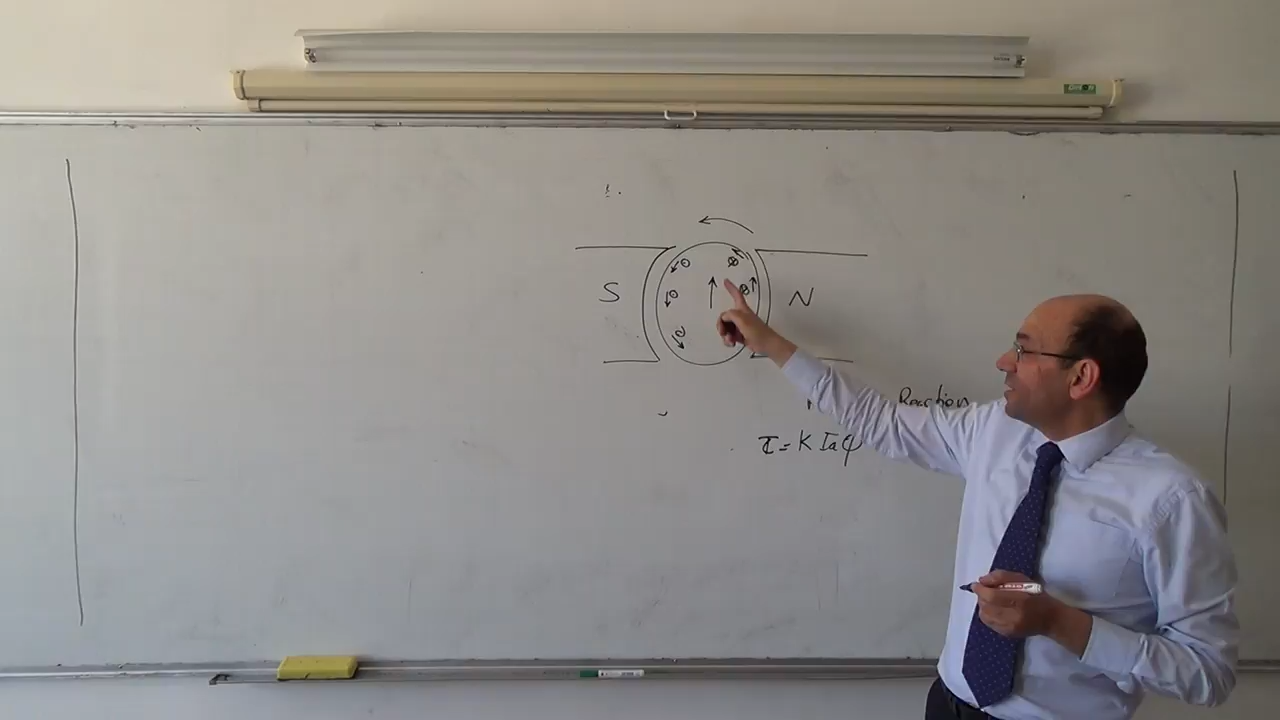 S N
Reaction
τ = K Ia φ